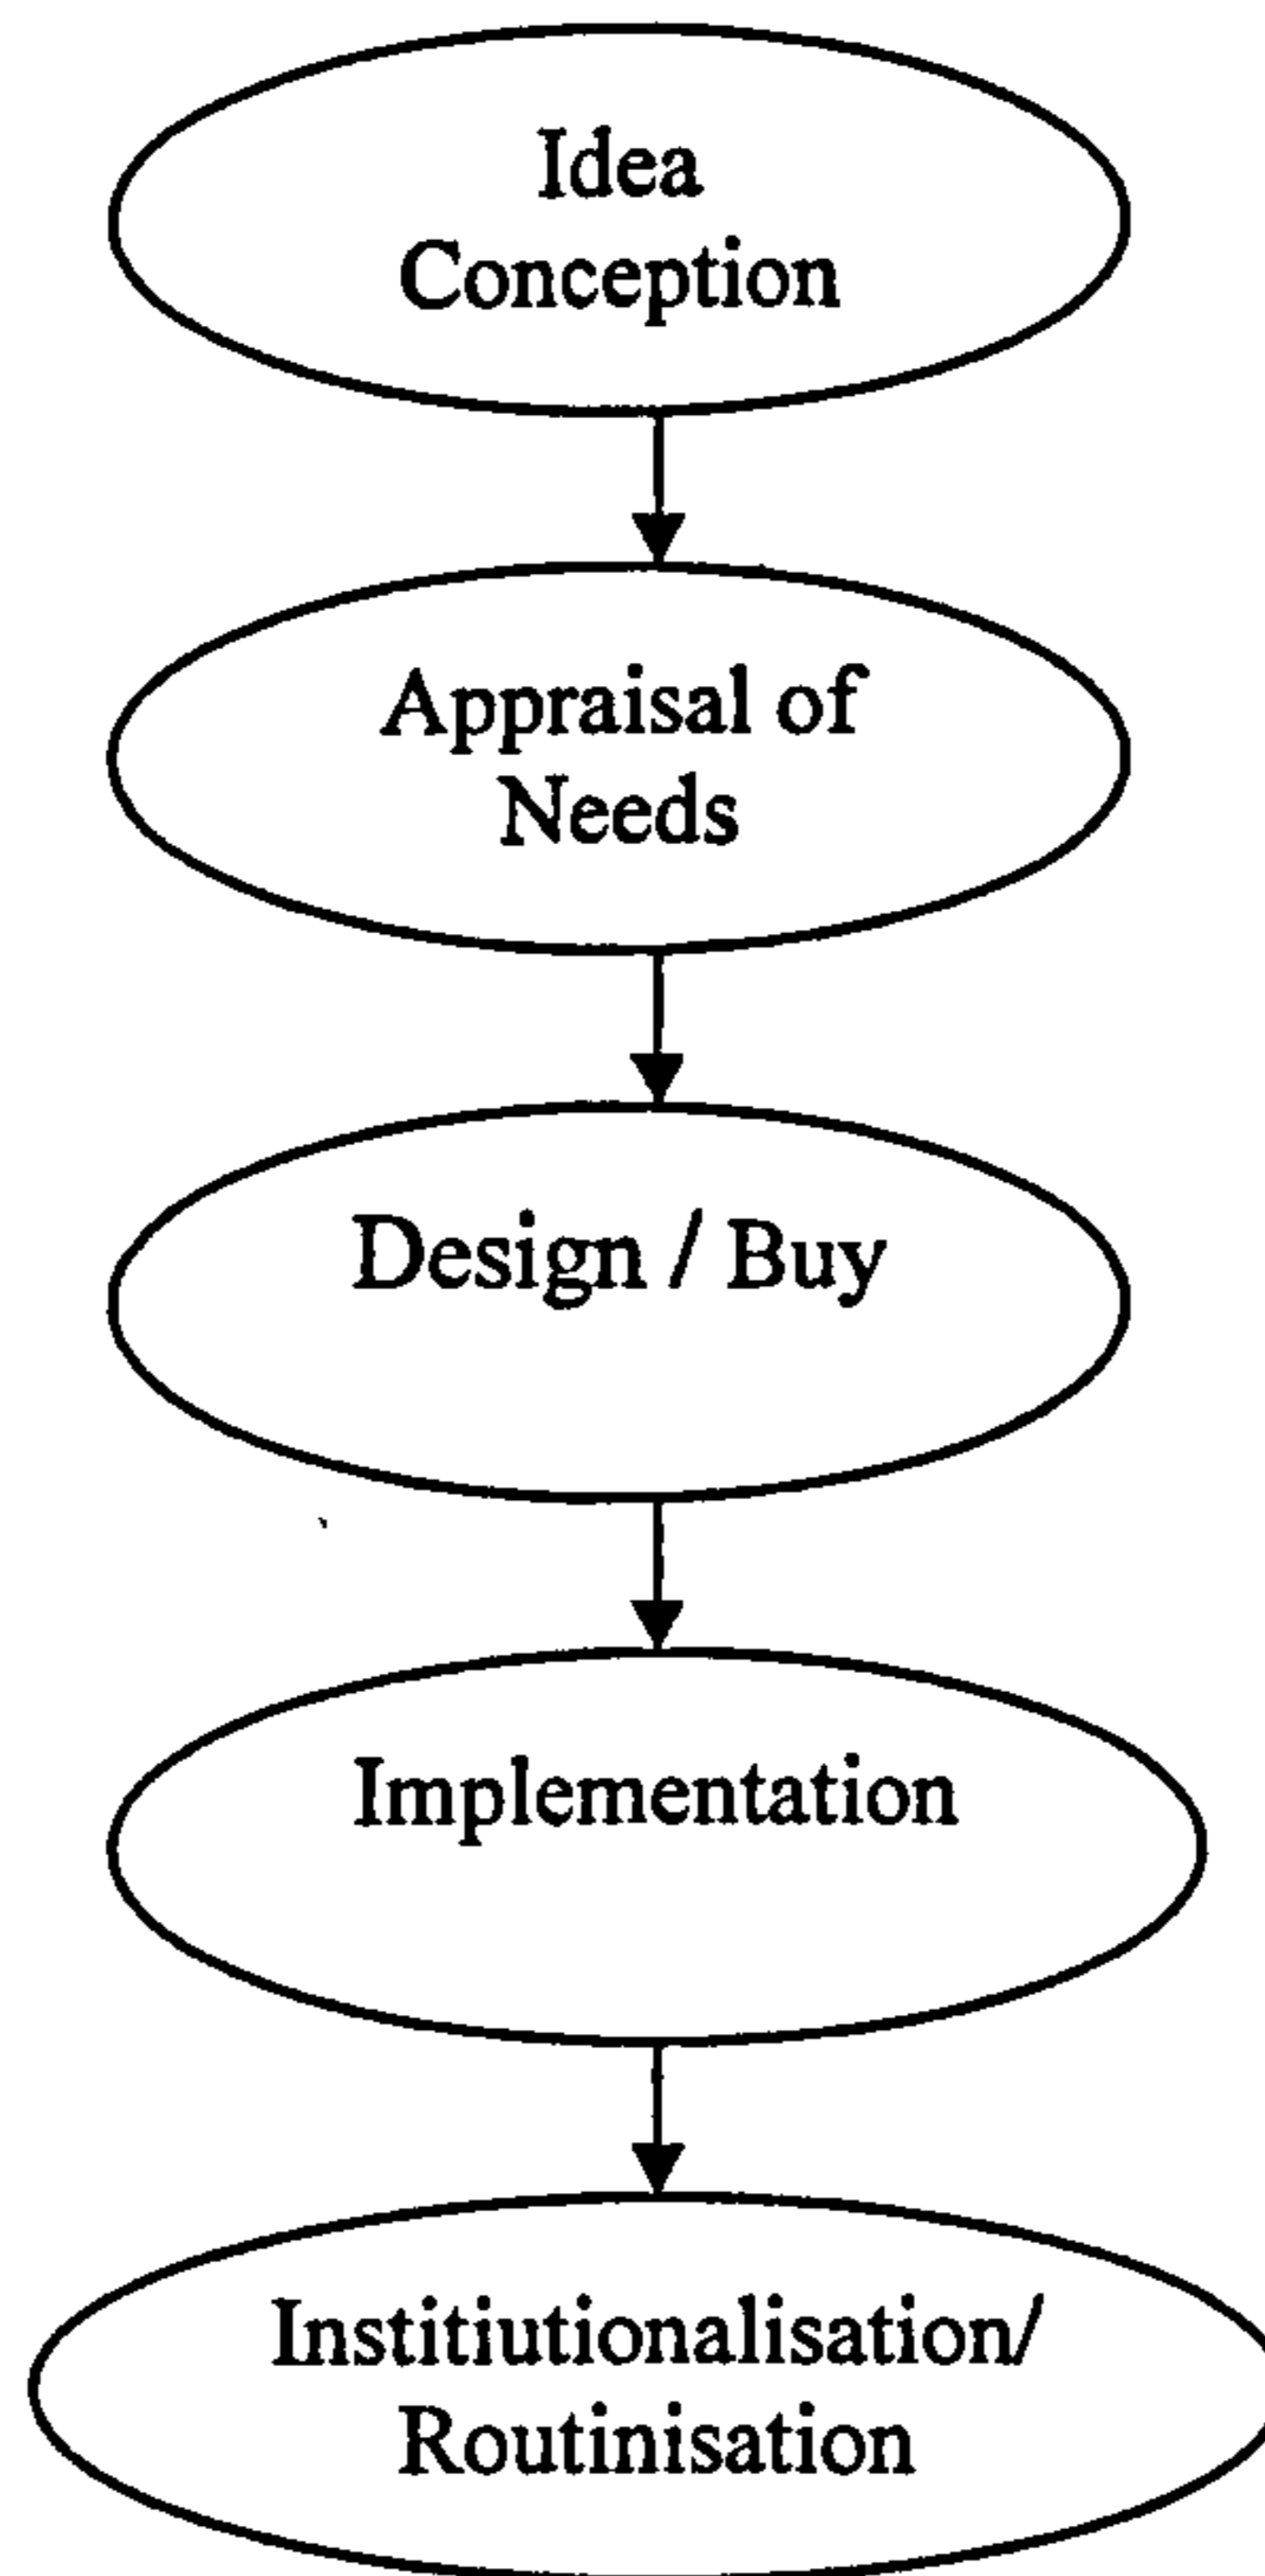 Idea
Conception
Appraisal of
Needs
Design / Buy
Implementation
Institiutionalisation/
Routinisation